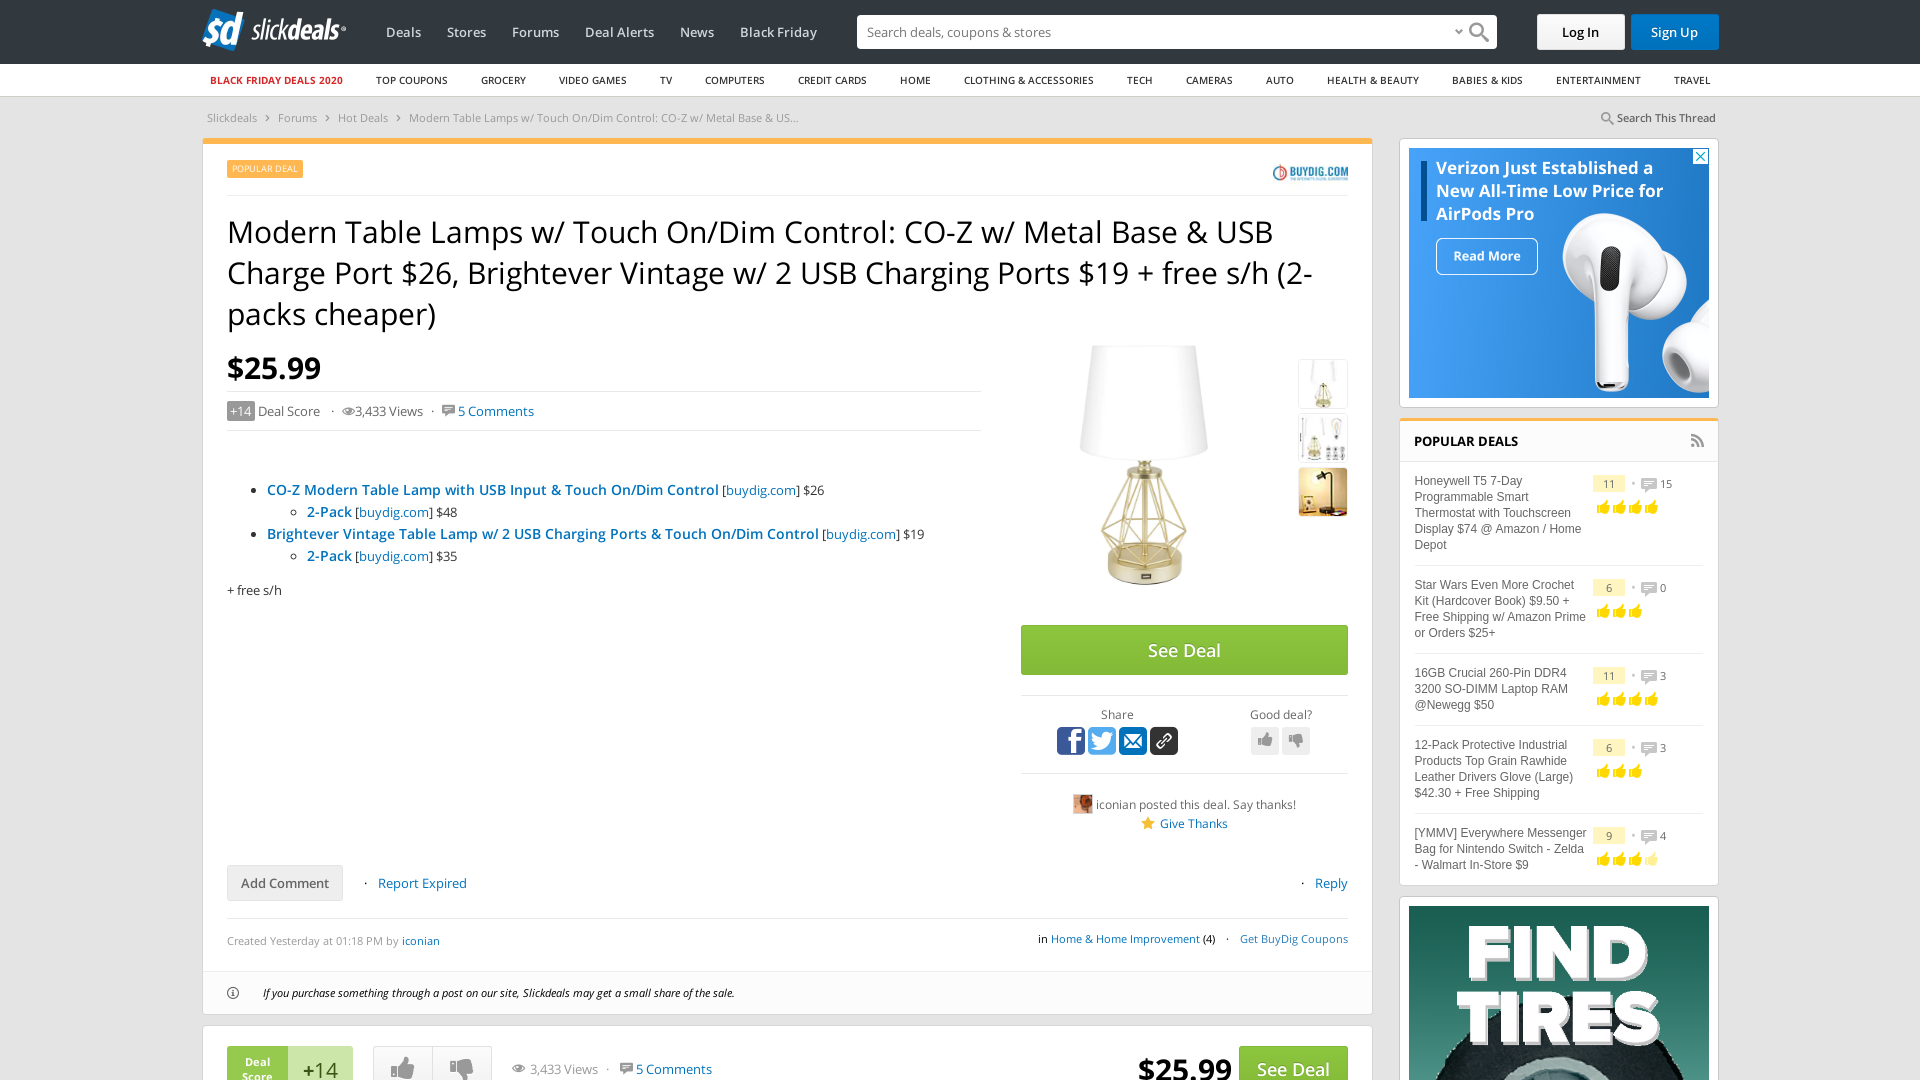 sd slickdeals
Deals Stores Forums Deal Alerts News Black Friday
Search deals, coupons & stores
Log In
Sign Up
BLACK FRIDAY DEALS 2020 TOP COUPONS GROCERY VIDEO GAMES TV COMPUTERS CREDIT CARDS HOME CLOTHING & ACCESSORIES TECH CAMERAS AUTO HEALTH & BEAUTY BABIES & KIDS ENTERTAINMENT TRAVEL
Slickdeals › Forums › Hot Deals › Modern Table Lamps w/ Touch On/Dim Control: CO-Z w/ Metal Base & US...
Search This Thread
POPULAR DEAL
BUYDIG.COM
Modern Table Lamps w/ Touch On/Dim Control: CO-Z w/ Metal Base & USB
Charge Port $26, Brightever Vintage w/ 2 USB Charging Ports $19 + free s/h (2-
packs cheaper)
$25.99
+14 Deal Score · 3,433 Views · 5 Comments
• CO-Z Modern Table Lamp with USB Input & Touch On/Dim Control [buydig.com] $26
2-Pack [buydig.com] $48
• Brightever Vintage Table Lamp w/ 2 USB Charging Ports & Touch On/Dim Control [buydig.com] $19
2-Pack [buydig.com] $35
+ free s/h
See Deal
Share
Good deal?
iconian posted this deal. Say thanks!
Give Thanks
Add Comment · Report Expired
· Reply
Created Yesterday at 01:18 PM by iconian
in Home & Home Improvement (4) · Get BuyDig Coupons
If you purchase something through a post on our site, Slickdeals may get a small share of the sale.
Deal
Score
+14
3,433 Views · 5 Comments
$25.99
See Deal
Verizon Just Established a
New All-Time Low Price for
AirPods Pro
Read More
POPULAR DEALS
Honeywell T5 7-Day
Programmable Smart
Thermostat with Touchscreen
Display $74 @ Amazon / Home
Depot
11 • 15
Star Wars Even More Crochet
Kit (Hardcover Book) $9.50 +
Free Shipping w/ Amazon Prime
or Orders $25+
6 • 0
16GB Crucial 260-Pin DDR4
3200 SO-DIMM Laptop RAM
@Newegg $50
11 • 3
12-Pack Protective Industrial
Products Top Grain Rawhide
Leather Drivers Glove (Large)
$42.30 + Free Shipping
6 • 3
[YMMV] Everywhere Messenger
Bag for Nintendo Switch - Zelda
- Walmart In-Store $9
9 • 4
FIND
TIRES